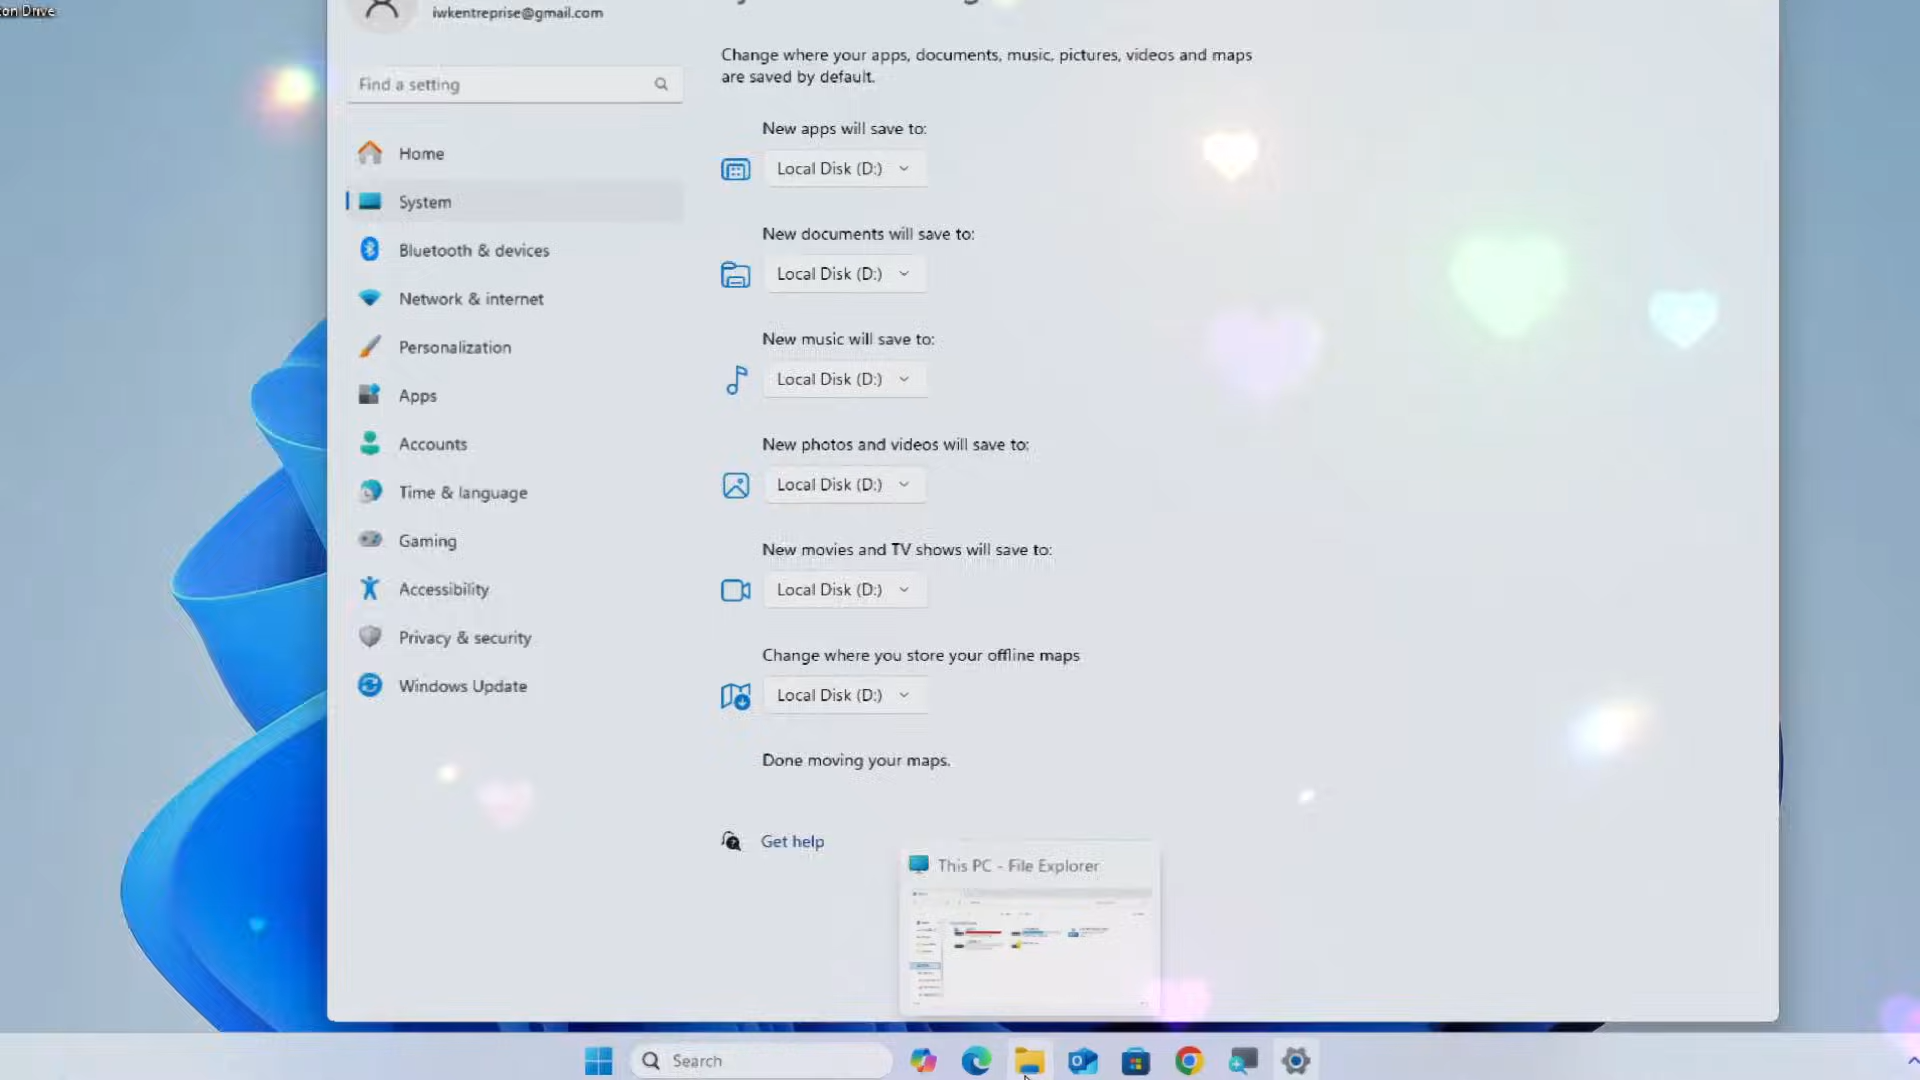 on Drive
iwkentreprise@gmail.com
Find a setting
Home
System
Bluetooth & devices
Network & internet
Personalization
Apps
Accounts
Time & language
Gaming
Accessibility
Privacy & security
Windows Update
Change where your apps, documents, music, pictures, videos and maps
are saved by default.
New apps will save to:
Local Disk (D:)
New documents will save to:
Local Disk (D:)
New music will save to:
Local Disk (D:)
New photos and videos will save to:
Local Disk (D:)
New movies and TV shows will save to:
Local Disk (D:)
Change where you store your offline maps
Local Disk (D:)
Done moving your maps.
Get help
This PC - File Explorer
Search